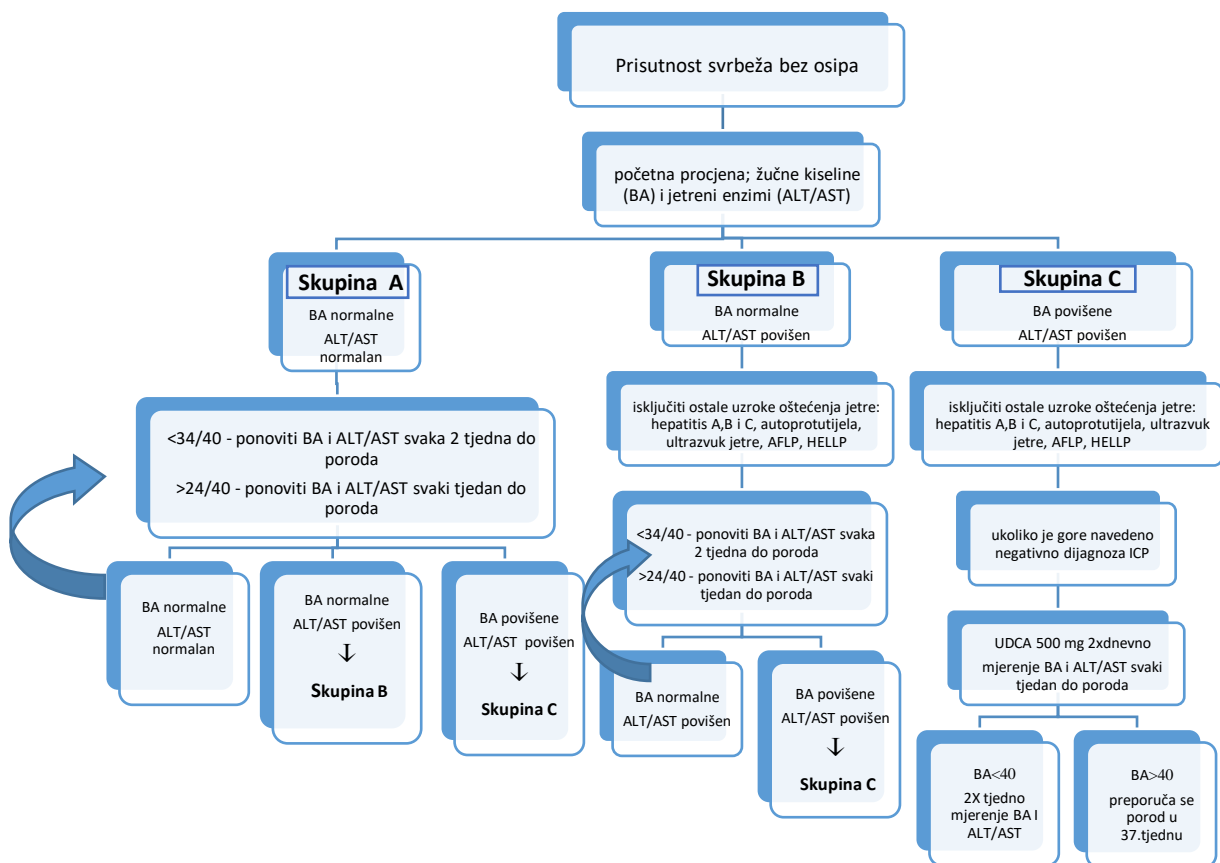 Prisutnost svrbeža bez osipa
početna procjena; žučne kiseline
(BA) i jetreni enzimi (ALT/AST)
Skupina A
BA normalne
ALT/AST
normalan
Skupina B
BA normalne
ALT/AST povišen
Skupina C
BA povišene
ALT/AST povišen
<34/40 - ponoviti BA i ALT/AST svaka 2 tjedna do
poroda
>24/40 - ponoviti BA i ALT/AST svaki tjedan do
poroda
isključiti ostale uzroke oštećenja jetre:
hepatitis A,B i C, autoprotutijela,
ultrazvuk jetre, AFLP, HELLP
isključiti ostale uzroke oštećenja jetre:
hepatitis A,B i C, autoprotutijela, ultrazvuk
jetre, AFLP, HELLP
BA normalne
ALT/AST
normalan
BA normalne
ALT/AST povišen
↓
Skupina B
BA povišene
ALT/AST povišen
↓
Skupina C
<34/40 - ponoviti BA i ALT/AST svaka
2 tjedna do poroda
>24/40 - ponoviti BA i ALT/AST svaki
tjedan do poroda
BA normalne
ALT/AST povišen
BA povišene
ALT/AST povišen
↓
Skupina C
ukoliko je gore navedeno
negativno dijagnoza ICP
UDCA 500 mg 2xdnevno
mjerenje BA i ALT/AST svaki
tjedan do poroda
BA<40
2X tjedno
mjerenje BA I
ALT/AST
BA>40
preporuča se
porod u
37.tjednu